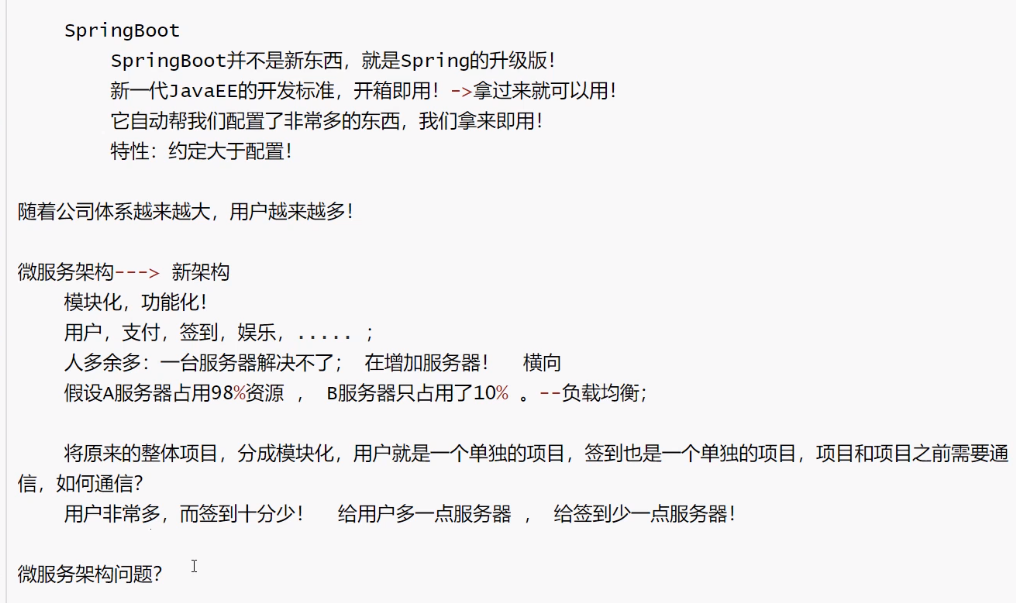 SpringBoot
SpringBoot并不是新东西，就是Spring的升级版！
新一代JavaEE的开发标准，开箱即用！->拿过来就可以用！
它自动帮我们配置了非常多的东西，我们拿来即用！
特性：约定大于配置！
随着公司体系越来越大，用户越来越多！
微服务架构---> 新架构
模块化，功能化！
用户，支付，签到，娱乐，..... ；
人多余多：一台服务器解决不了； 在增加服务器！ 横向
假设A服务器占用98%资源 ， B服务器只占用了10% 。--负载均衡；
将原来的整体项目，分成模块化，用户就是一个单独的项目，签到也是一个单独的项目，项目和项目之前需要通
信，如何通信？
用户非常多，而签到十分少！ 给用户多一点服务器 ， 给签到少一点服务器！
微服务架构问题？